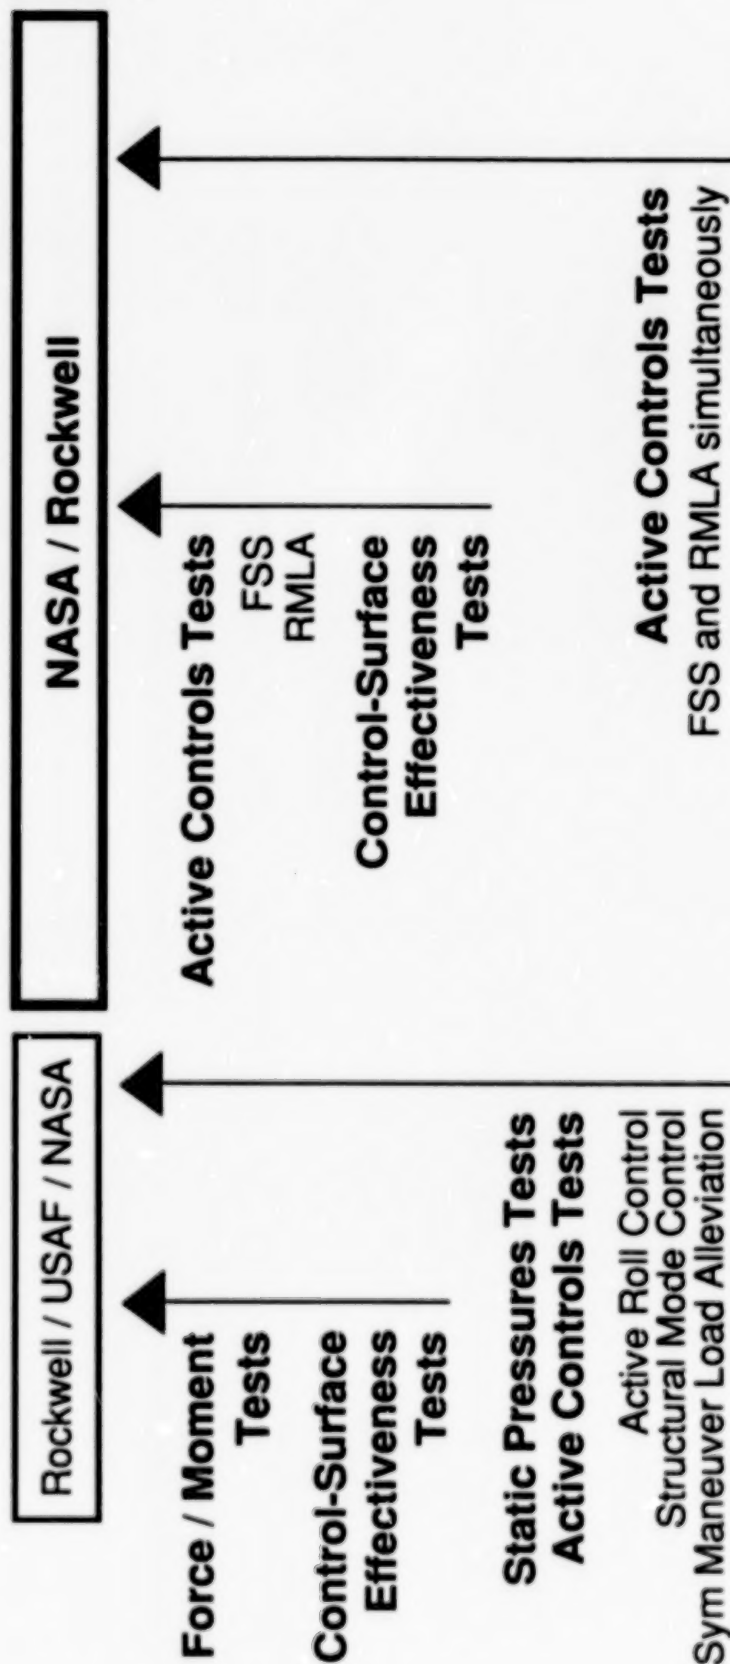 Rockwell / USAF / NASA
NASA / Rockwell
Force / Moment
Tests
Control-Surface
Effectiveness
Tests
Static Pressures Tests
Active Controls Tests
Active Roll Control
Structural Mode Control
Sym Maneuver Load Alleviation
Active Controls Tests
FSS
RMLA
Control-Surface
Effectiveness
Tests
Active Controls Tests
FSS and RMLA simultaneously